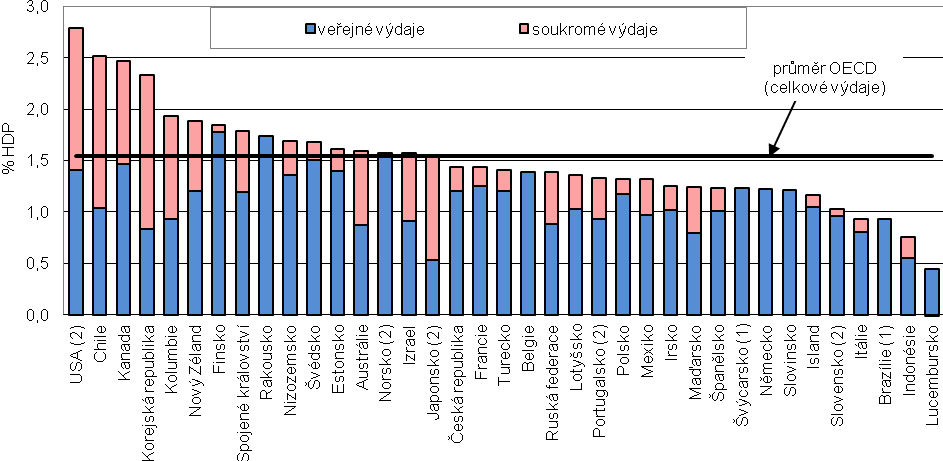 veřejné výdaje
soukromé výdaje
průměr OECD
(celkové výdaje)
% HDP
3,0
2,5
2,0
1,5
1,0
0,5
0,0
USA (2)
Chile
Kanada
Korejská republika
Kolumbie
Nový Zéland
Finsko
Spojené království
Rakousko
Nizozemsko
Švédsko
Estonsko
Austrálie
Norsko (2)
Izrael
Japonsko (2)
Česká republika
Francie
Turecko
Belgie
Ruská federace
Lotyšsko
Portugalsko (2)
Polsko
Mexiko
Irsko
Maďarsko
Španělsko
Švýcarsko (1)
Německo
Slovinsko
Island
Slovensko (2)
Itálie
Brazílie (1)
Indonésie
Lucembursko